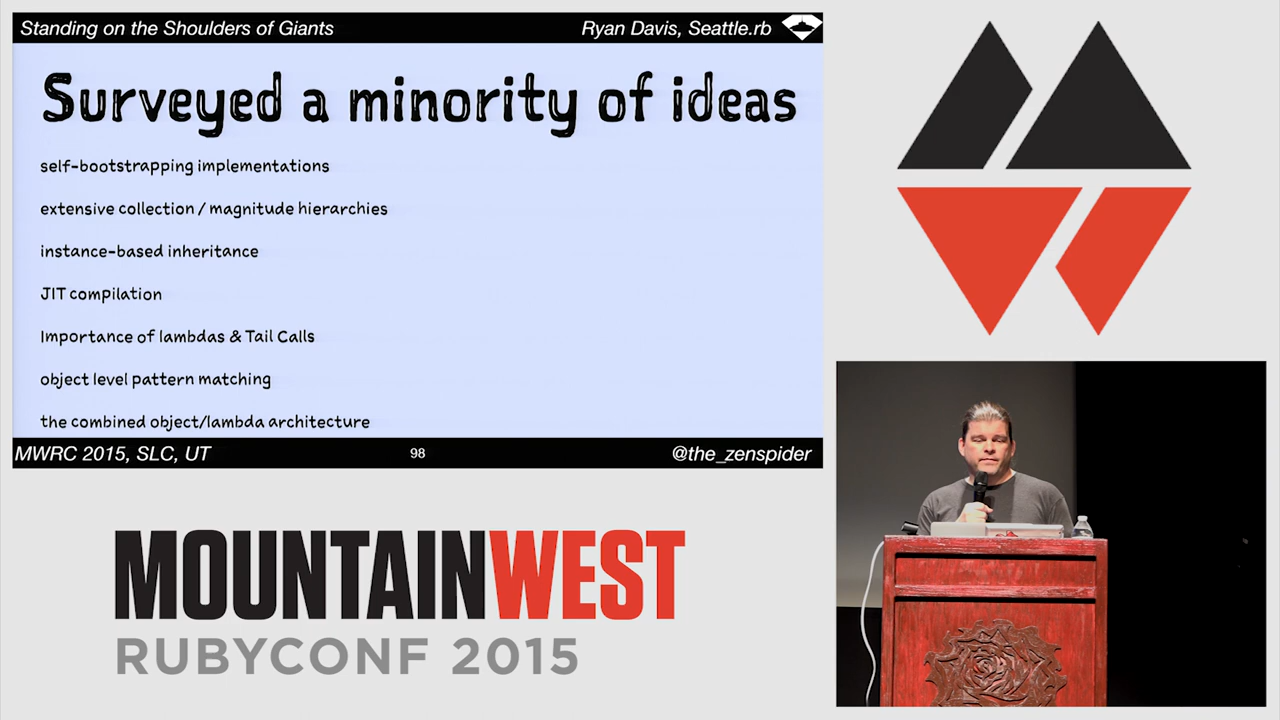 Standing on the Shoulders of Giants
Ryan Davis, Seattle.rb
Surveyed a minority of ideas
self-bootstrapping implementations
extensive collection / magnitude hierarchies
instance-based inheritance
JIT compilation
Importance of lambdas & Tail Calls
object level pattern matching
the combined object/lambda architecture
MWRC 2015, SLC, UT
98
@the_zenspider
MOUNTAINWEST
RUBYCONF 2015